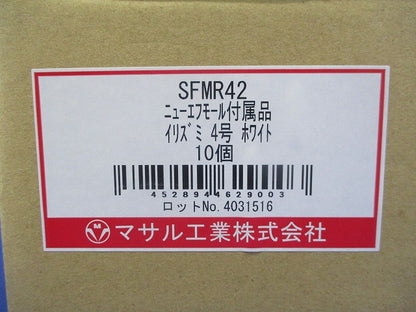 SFMR42
ﾆｭｰｴﾌﾓｰﾙ付属品
ｲﾘｽﾞﾐ 4号 ﾎﾜｲﾄ
10個
4528944629003
ロットNo. 4031516
M マサル工業株式会社